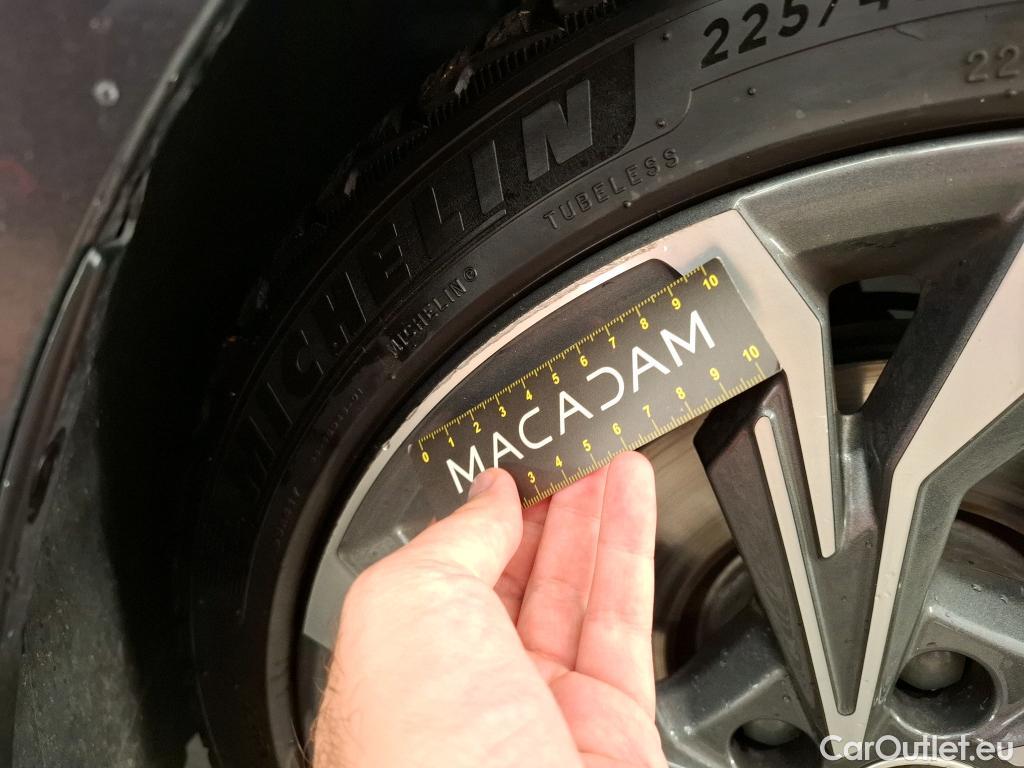 225/4
22
MICHELIN
TUBELESS
MICHELIN®
0 1 2 3 4 5 6 7 8 9 10
MACADAM
3 4 5 6 7 8 9 10
CarOutlet.eu